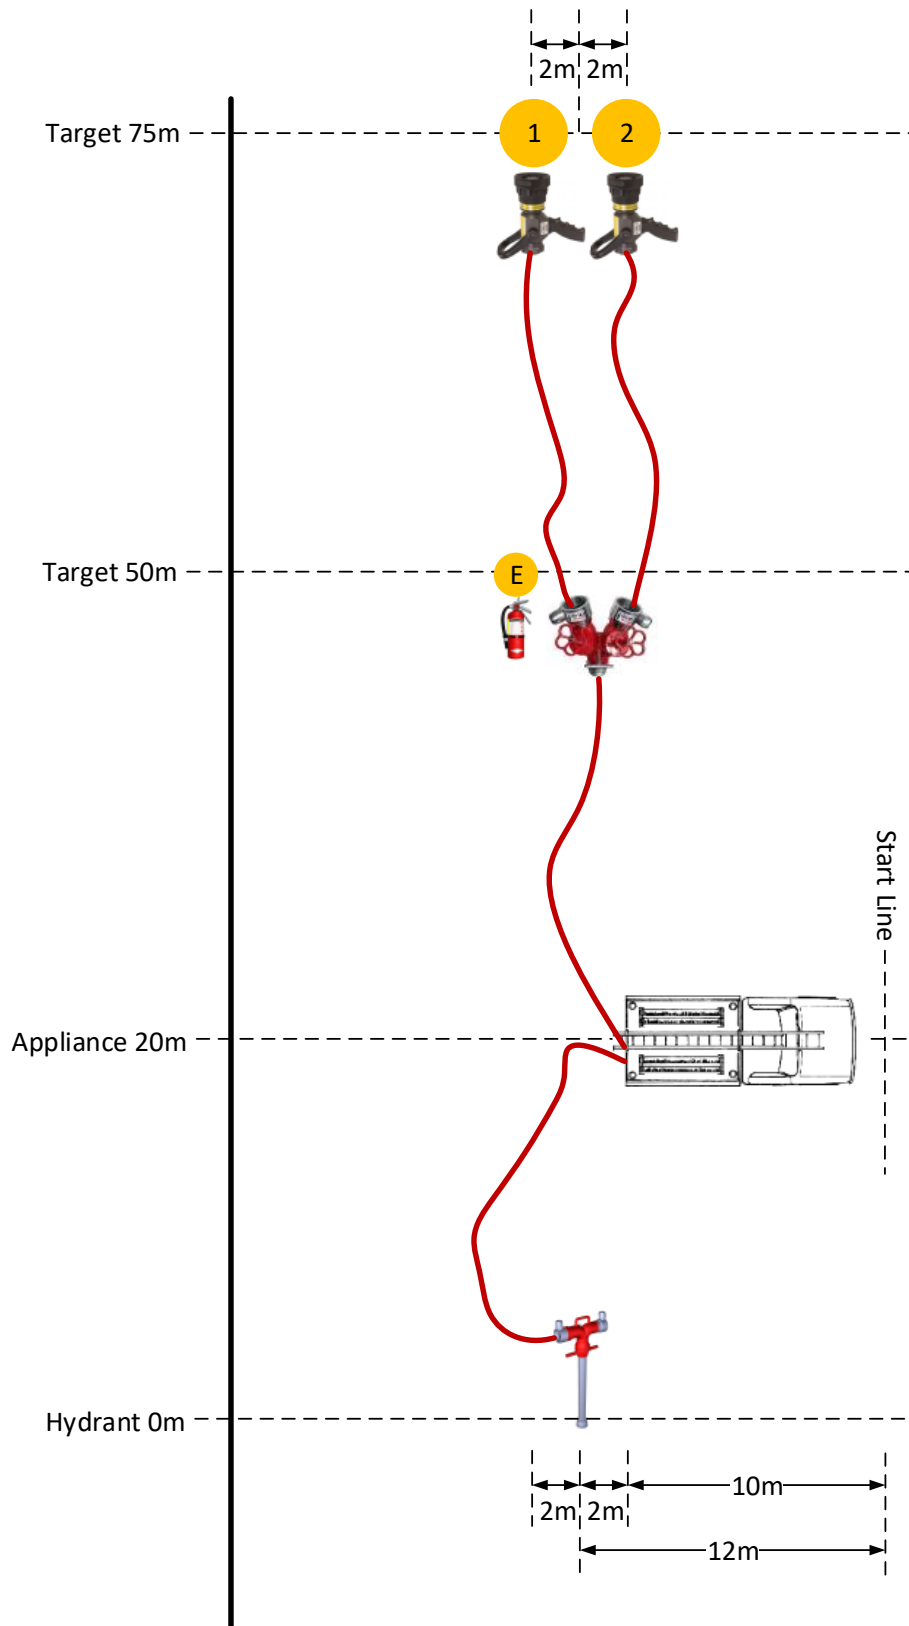 2m 2m
Target 75m
1 2
Target 50m
E
Start Line
Appliance 20m
Hydrant 0m
2m 2m 10m
12m